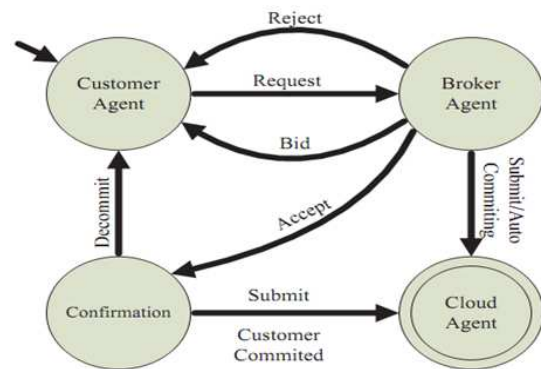 Reject
Customer
Agent
Request
Broker
Agent
Bid
Decommit
Accept
Submit/Auto
Commiting
Confirmation
Submit
Customer
Commited
Cloud
Agent